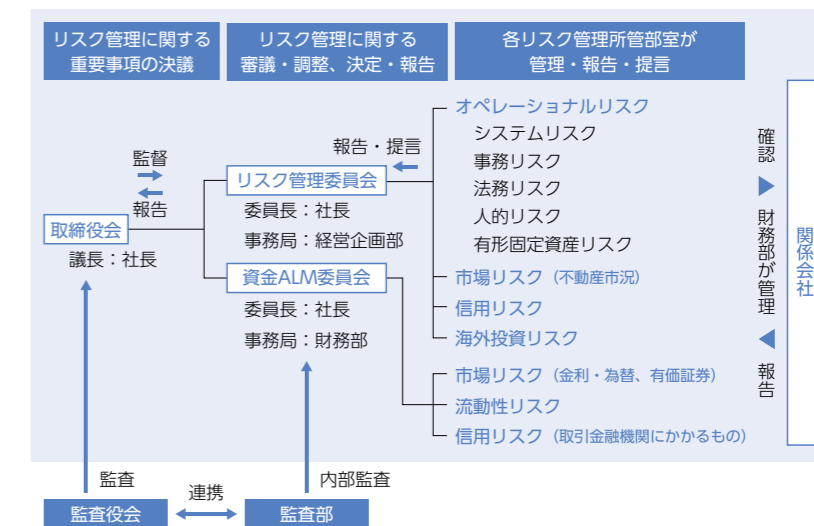 リスク管理に関する
重要事項の決議
リスク管理に関する
審議・調整、決定・報告
各リスク管理所管部室が
管理・報告・提言
監督
報告
取締役会
議長：社長
報告・提言
リスク管理委員会
委員長：社長
事務局：経営企画部
資金ALM委員会
委員長：社長
事務局：財務部
オペレーショナルリスク
システムリスク
事務リスク
法務リスク
人的リスク
有形固定資産リスク
市場リスク（不動産市況）
信用リスク
海外投資リスク
市場リスク（金利・為替、有価証券）
流動性リスク
信用リスク（取引金融機関にかかるもの）
確認
財務部が管理
報告
関係会社
監査
連携
内部監査
監査役会
監査部